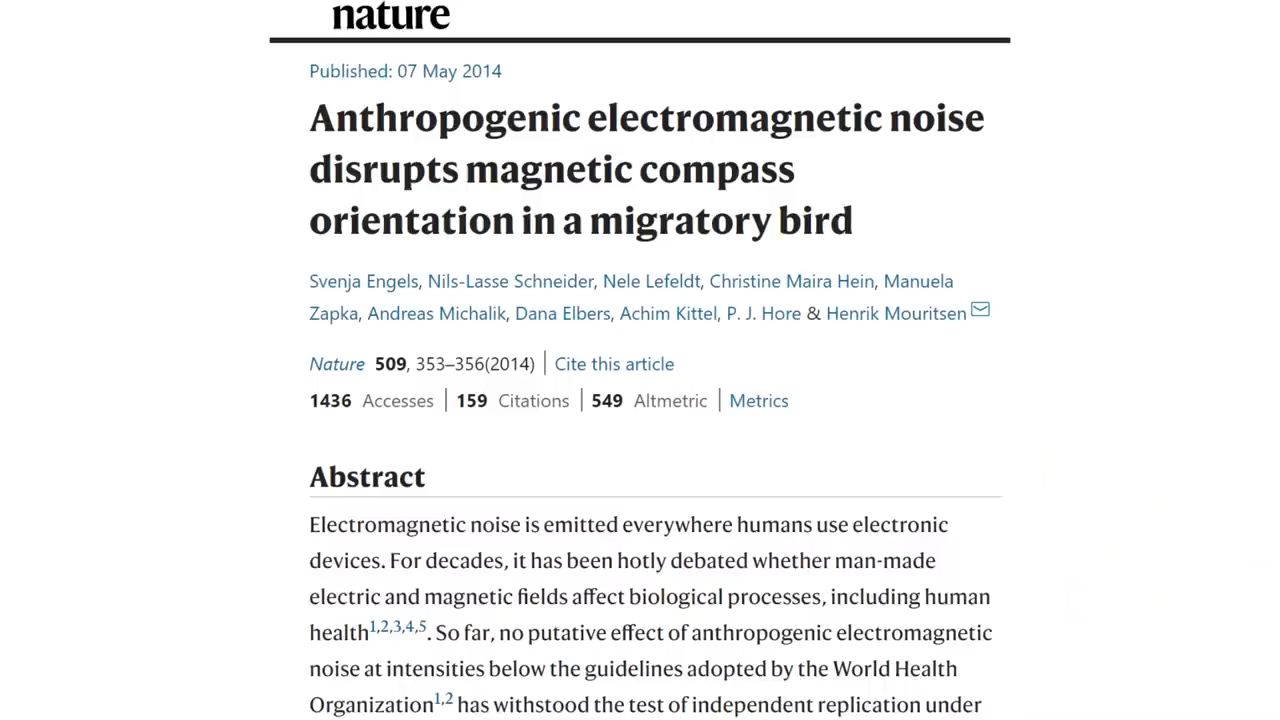 nature
Published: 07 May 2014
Anthropogenic electromagnetic noise
disrupts magnetic compass
orientation in a migratory bird
Svenja Engels, Nils-Lasse Schneider, Nele Lefeldt, Christine Maira Hein, Manuela
Zapka, Andreas Michalik, Dana Elbers, Achim Kittel, P. J. Hore & Henrik Mouritsen
Nature 509, 353–356(2014) | Cite this article
1436 Accesses | 159 Citations | 549 Altmetric | Metrics
Abstract
Electromagnetic noise is emitted everywhere humans use electronic
devices. For decades, it has been hotly debated whether man-made
electric and magnetic fields affect biological processes, including human
health1,2,3,4,5. So far, no putative effect of anthropogenic electromagnetic
noise at intensities below the guidelines adopted by the World Health
Organization1,2 has withstood the test of independent replication under